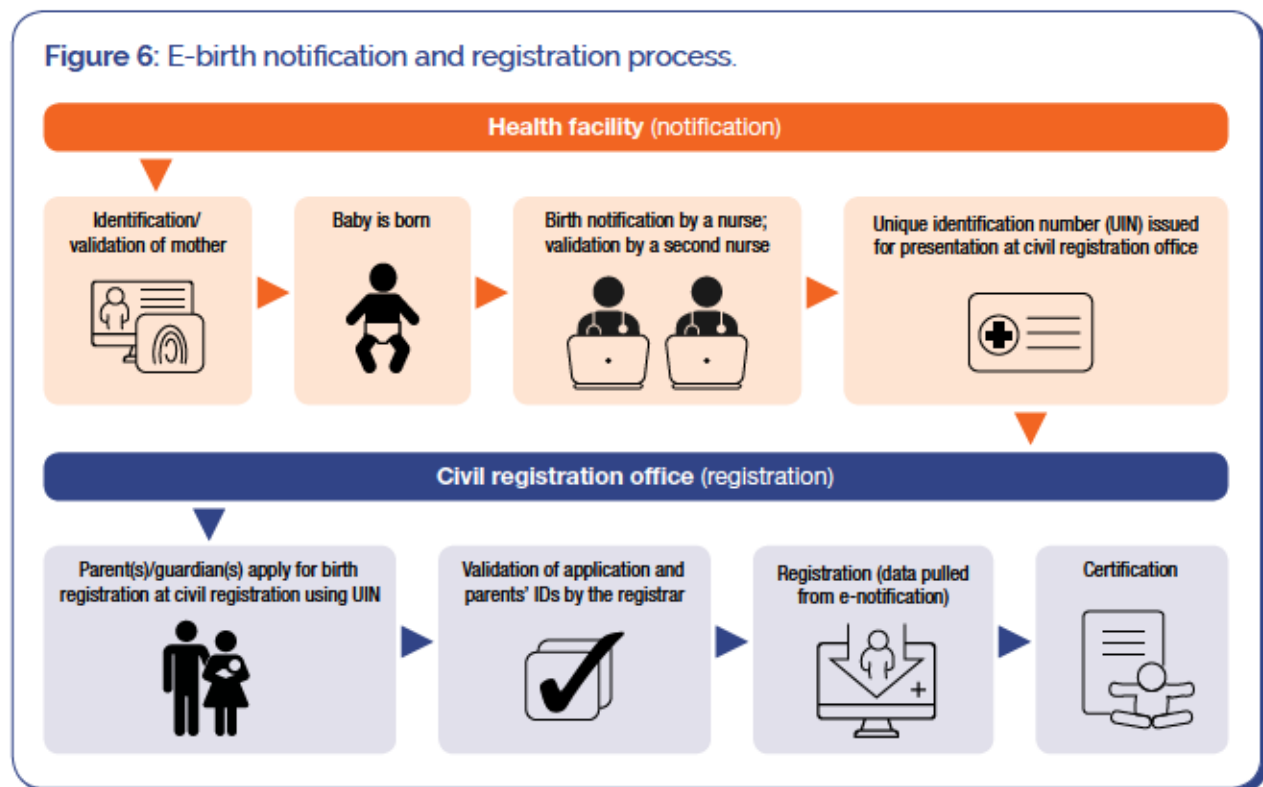 Figure 6: E-birth notification and registration process.
Health facility (notification)
Identification/
validation of mother
Baby is born
Birth notification by a nurse;
validation by a second nurse
Unique identification number (UIN) issued
for presentation at civil registration office
Civil registration office (registration)
Parent(s)/guardian(s) apply for birth
registration at civil registration using UIN
Validation of application and
parents' IDs by the registrar
Registration (data pulled
from e-notification)
Certification